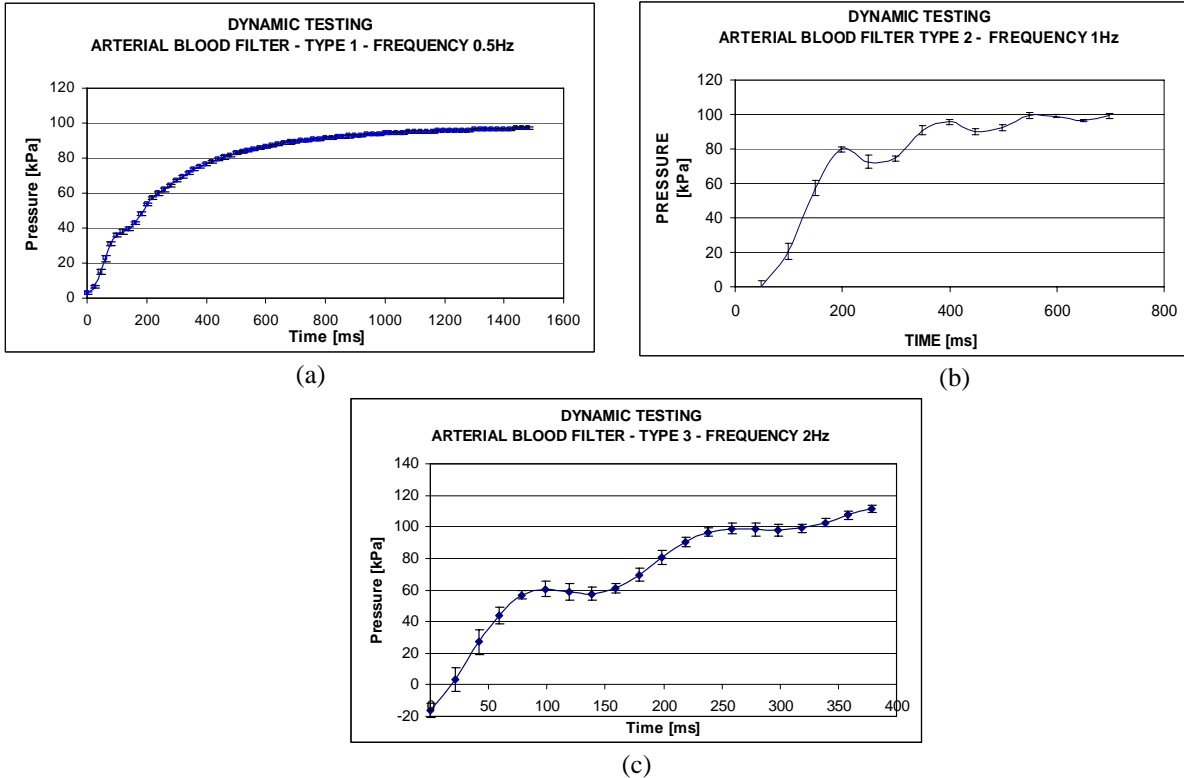 DYNAMIC TESTING
ARTERIAL BLOOD FILTER - TYPE 1 - FREQUENCY 0.5Hz
120
100
80
60
40
20
0
Pressure [kPa]
0 200 400 600 800 1000 1200 1400 1600
Time [ms]
(a)
DYNAMIC TESTING
ARTERIAL BLOOD FILTER TYPE 2 - FREQUENCY 1Hz
120
100
80
60
40
20
0
PRESSURE
[kPa]
0 200 400 600 800
TIME [ms]
(b)
DYNAMIC TESTING
ARTERIAL BLOOD FILTER - TYPE 3 - FREQUENCY 2Hz
140
120
100
80
60
40
20
0
-20
Pressure [kPa]
0 50 100 150 200 250 300 350 400
Time [ms]
(c)